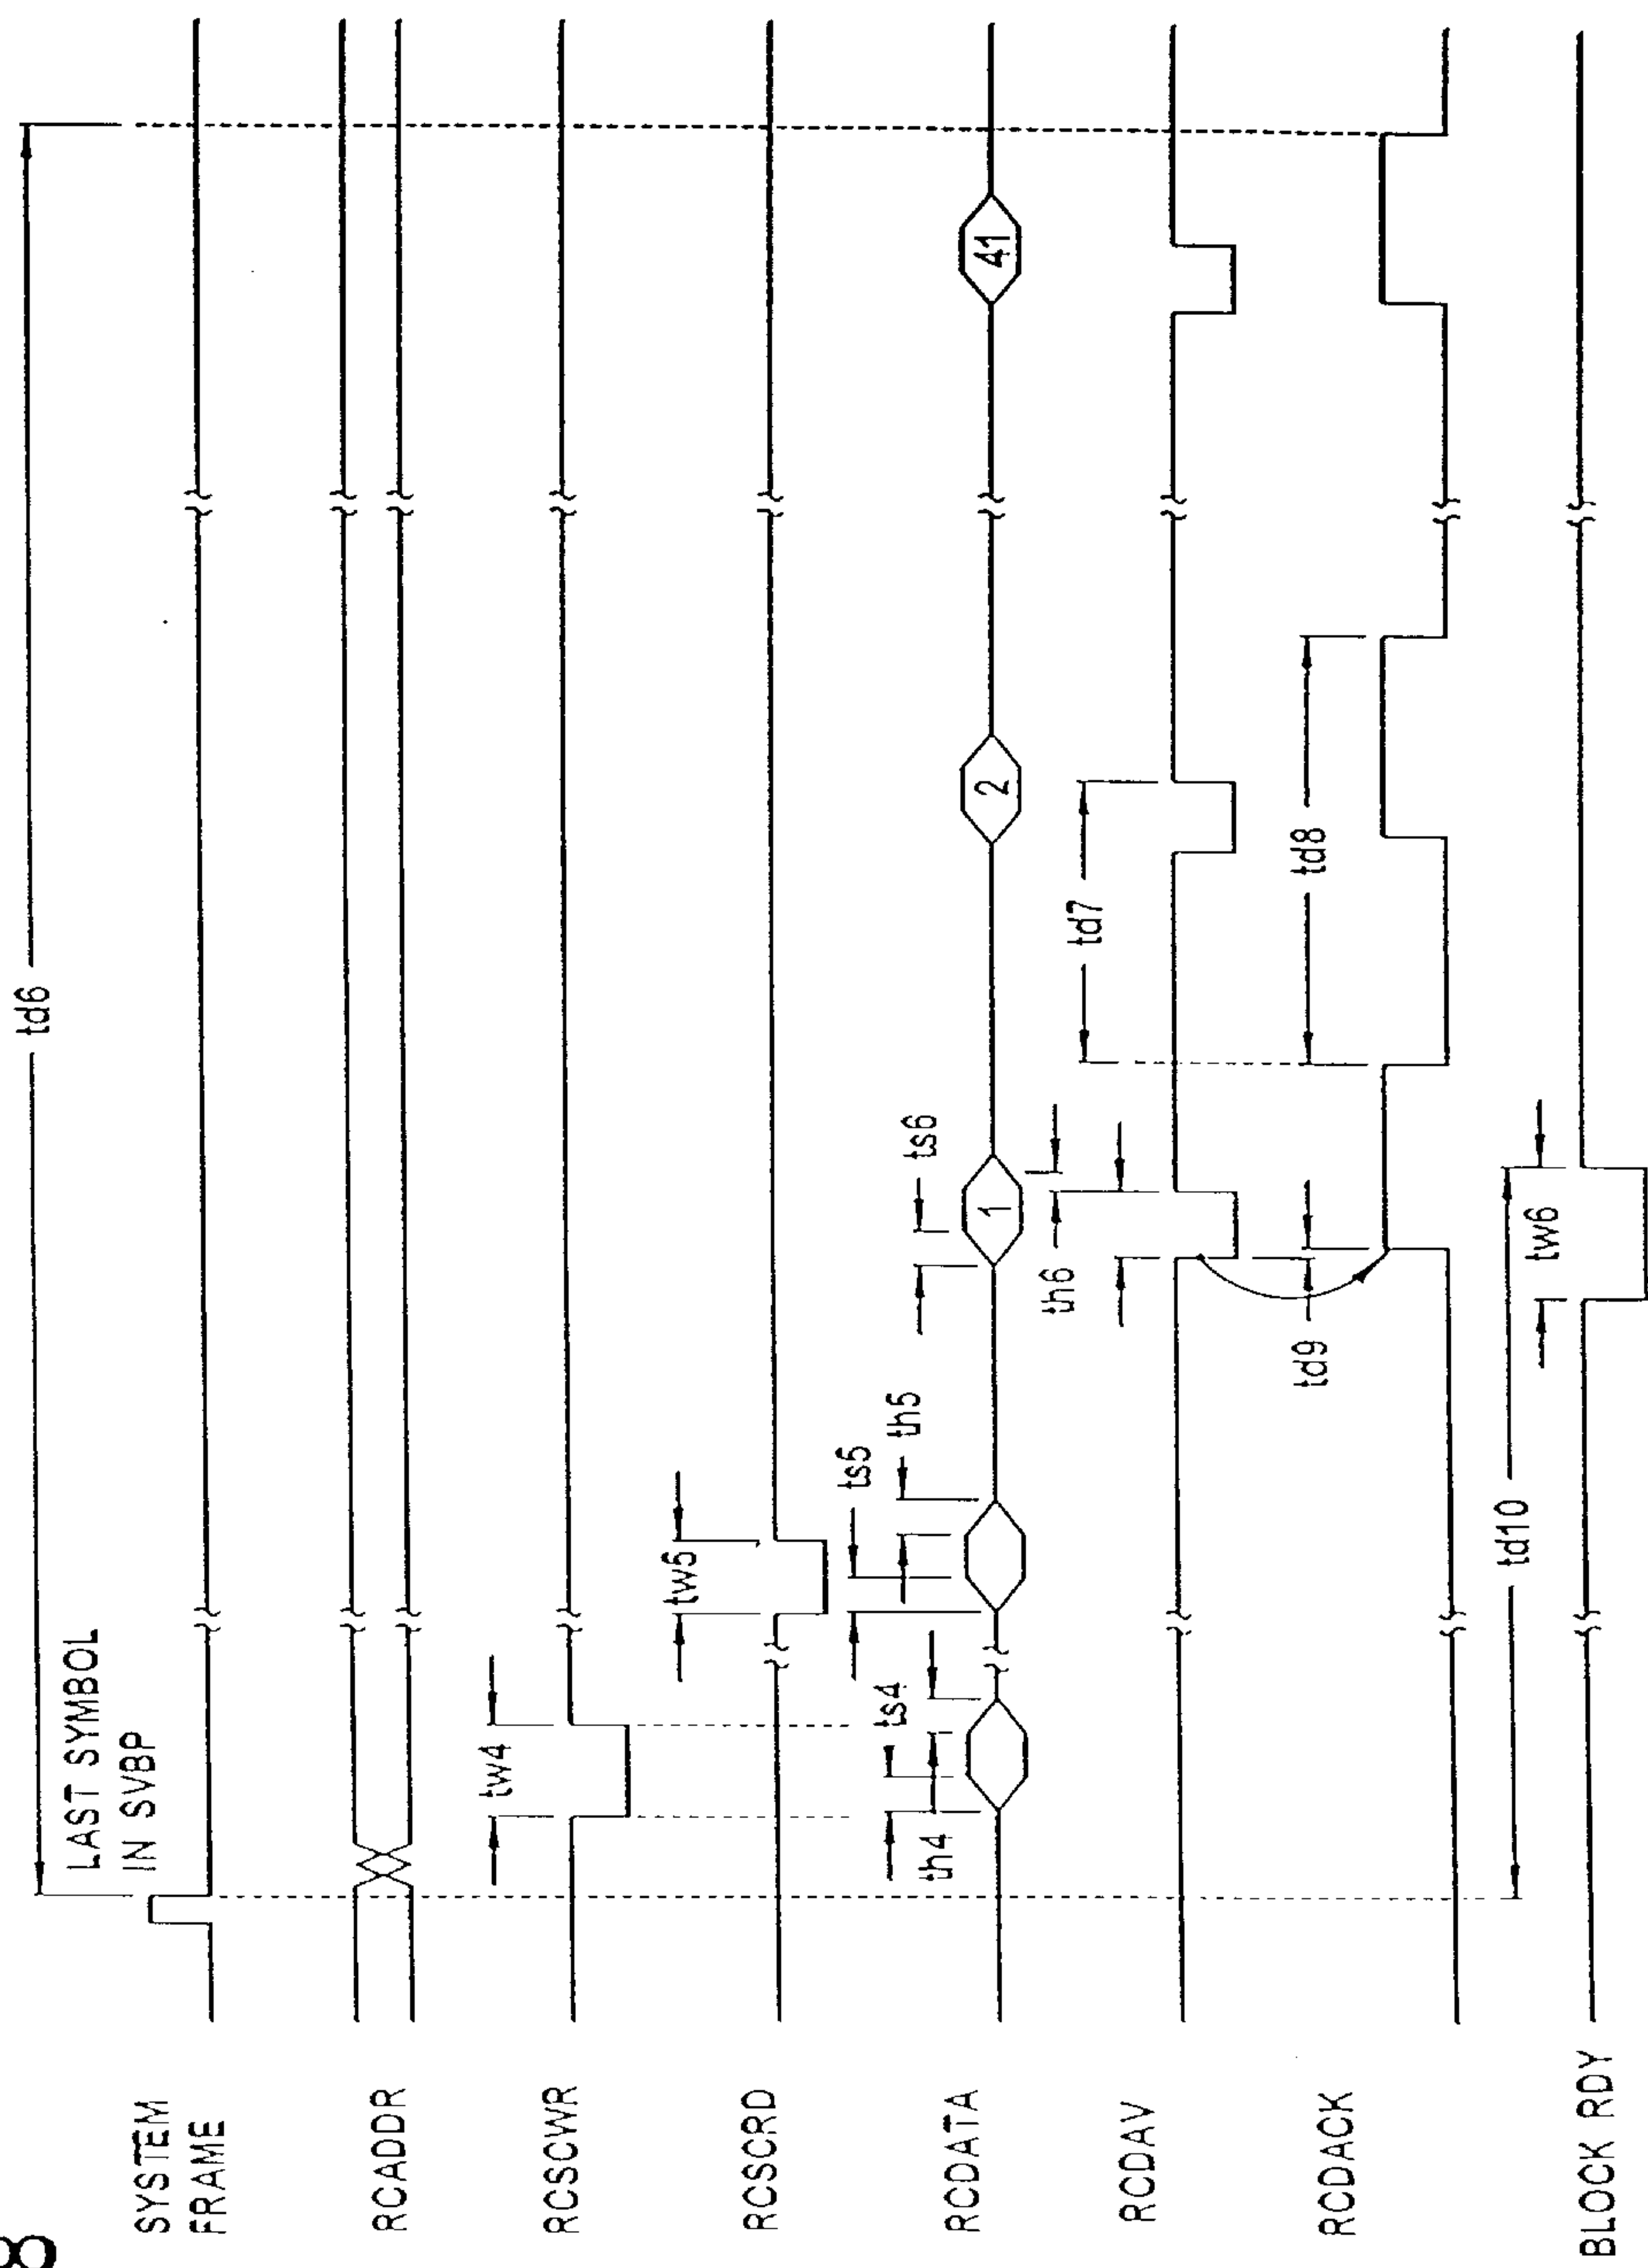 8
td6
LAST SYMBOL
IN SVBP
SYSTEM
FRAME
RCADDR
tw4
RCSCWR
tw5
RCSCRD
ts4
th4
ts5
th5
ts6
RCDATA
1
2
41
th6
td7
RCDAV
td9
td8
RCDACK
td10
tw6
BLOCK RDY